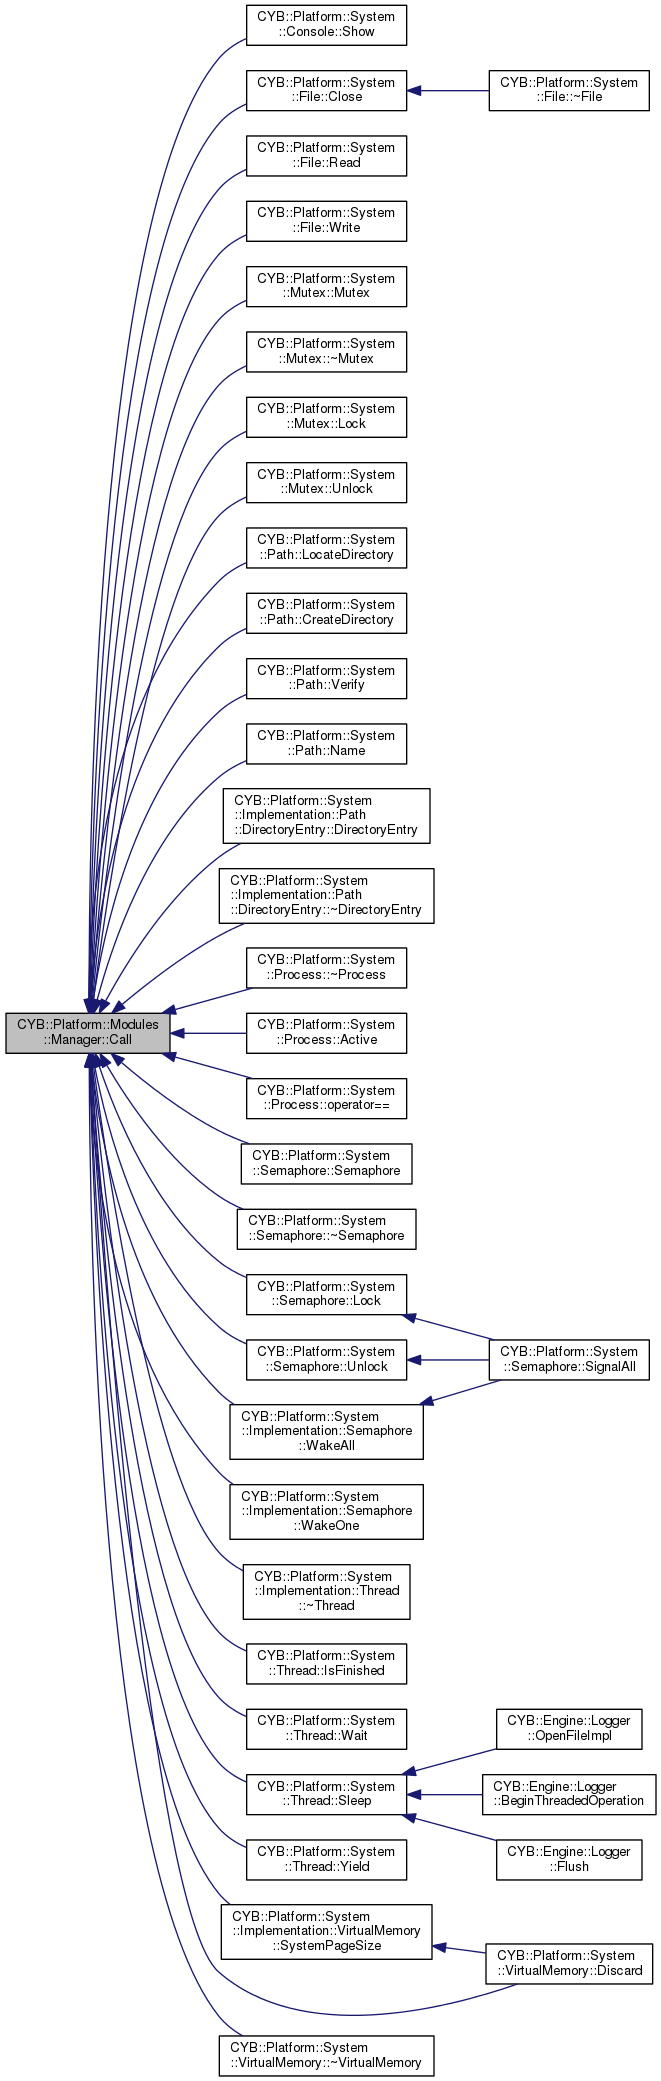 CYB::Platform::System
::Console::Show
CYB::Platform::System
::File::Close
CYB::Platform::System
::File::~File
CYB::Platform::System
::File::Read
CYB::Platform::System
::File::Write
CYB::Platform::System
::Mutex::Mutex
CYB::Platform::System
::Mutex::~Mutex
CYB::Platform::System
::Mutex::Lock
CYB::Platform::System
::Mutex::Unlock
CYB::Platform::System
::Path::LocateDirectory
CYB::Platform::System
::Path::CreateDirectory
CYB::Platform::System
::Path::Verify
CYB::Platform::System
::Path::Name
CYB::Platform::System
::Implementation::Path
::DirectoryEntry::DirectoryEntry
CYB::Platform::System
::Implementation::Path
::DirectoryEntry::~DirectoryEntry
CYB::Platform::System
::Process::~Process
CYB::Platform::Modules
::Manager::Call
CYB::Platform::System
::Process::Active
CYB::Platform::System
::Process::operator==
CYB::Platform::System
::Semaphore::Semaphore
CYB::Platform::System
::Semaphore::~Semaphore
CYB::Platform::System
::Semaphore::Lock
CYB::Platform::System
::Semaphore::Unlock
CYB::Platform::System
::Semaphore::SignalAll
CYB::Platform::System
::Implementation::Semaphore
::WakeAll
CYB::Platform::System
::Implementation::Semaphore
::WakeOne
CYB::Platform::System
::Implementation::Thread
::~Thread
CYB::Platform::System
::Thread::IsFinished
CYB::Platform::System
::Thread::Wait
CYB::Engine::Logger
::OpenFileImpl
CYB::Platform::System
::Thread::Sleep
CYB::Engine::Logger
::BeginThreadedOperation
CYB::Platform::System
::Thread::Yield
CYB::Engine::Logger
::Flush
CYB::Platform::System
::Implementation::VirtualMemory
::SystemPageSize
CYB::Platform::System
::VirtualMemory::Discard
CYB::Platform::System
::VirtualMemory::~VirtualMemory